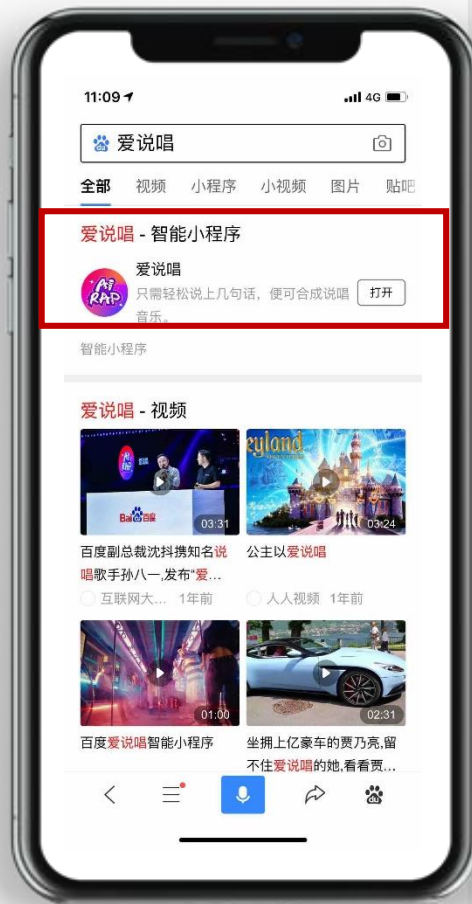 11:09
4G
爱说唱
全部 视频 小程序 小视频 图片 贴吧
爱说唱 - 智能小程序
爱说唱
只需轻松说上几句话，便可合成说唱
音乐。
打开
AI
RAP
智能小程序
爱说唱 - 视频
Bai du 百度
03:31
eyland
03:24
百度副总裁沈抖携知名说
唱歌手孙八一,发布“爱...
互联网大... 1年前
公主以爱说唱
人人视频 1年前
01:00
02:31
百度爱说唱智能小程序
坐拥上亿豪车的贾乃亮,留
不住爱说唱的她,看看贾...
du